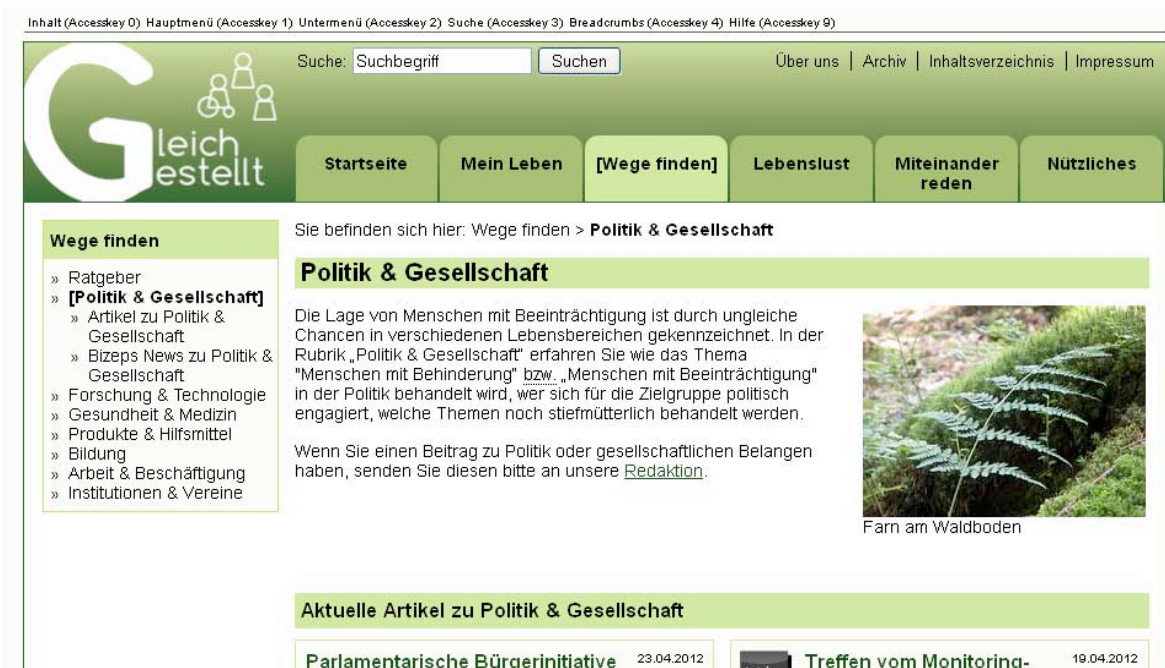 Inhalt (Accesskey 0) Hauptmenü (Accesskey 1) Untermenü (Accesskey 2) Suche (Accesskey 3) Breadcrumbs (Accesskey 4) Hilfe (Accesskey 9)
Gleich
Gestellt
Suche: Suchbegriff Suchen
Über uns | Archiv | Inhaltsverzeichnis | Impressum
Startseite
Mein Leben
[Wege finden]
Lebenslust
Miteinander
reden
Nützliches
Wege finden
» Ratgeber
» [Politik & Gesellschaft]
» Artikel zu Politik &
Gesellschaft
» Bizeps News zu Politik &
Gesellschaft
» Forschung & Technologie
» Gesundheit & Medizin
» Produkte & Hilfsmittel
» Bildung
» Arbeit & Beschäftigung
» Institutionen & Vereine
Sie befinden sich hier: Wege finden > Politik & Gesellschaft
Politik & Gesellschaft
Die Lage von Menschen mit Beeinträchtigung ist durch ungleiche
Chancen in verschiedenen Lebensbereichen gekennzeichnet. In der
Rubrik „Politik & Gesellschaft" erfahren Sie wie das Thema
"Menschen mit Behinderung" bzw. „Menschen mit Beeinträchtigung"
in der Politik behandelt wird, wer sich für die Zielgruppe politisch
engagiert, welche Themen noch stiefmütterlich behandelt werden.
Wenn Sie einen Beitrag zu Politik oder gesellschaftlichen Belangen
haben, senden Sie diesen bitte an unsere Redaktion.
Farn am Waldboden
Aktuelle Artikel zu Politik & Gesellschaft
Parlamentarische Bürgerinitiative 23.04.2012
Treffen vom Monitoring- 19.04.2012